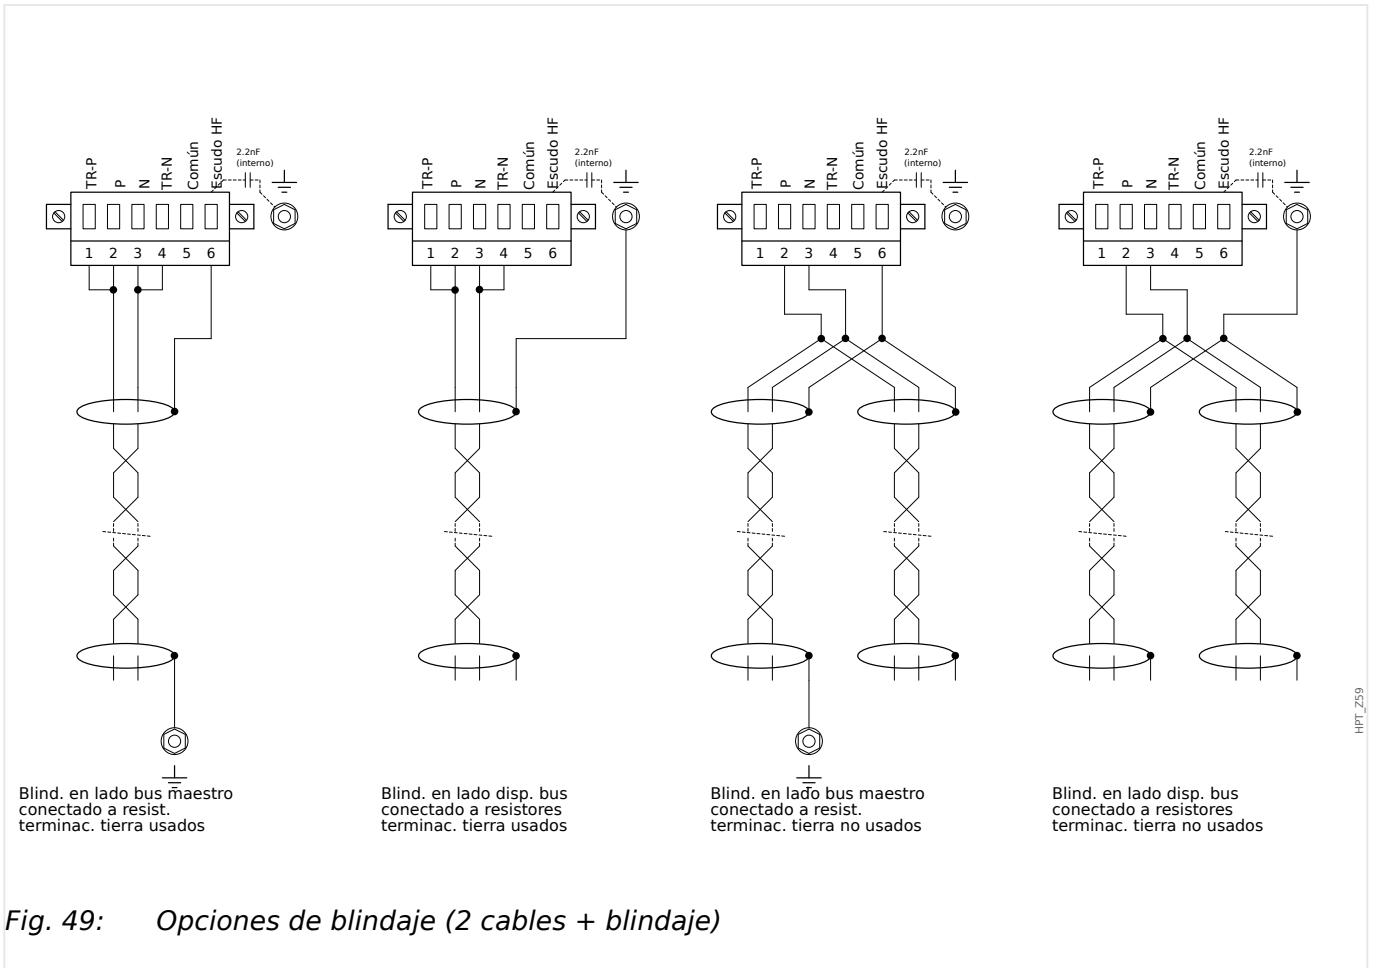 TR-P
P
N
TR-N
Común
Escudo HF
2.2nF
(interno)
1 2 3 4 5 6
Blind. en lado bus maestro
conectado a resist.
terminac. tierra usados
TR-P
P
N
TR-N
Común
Escudo HF
2.2nF
(interno)
1 2 3 4 5 6
Blind. en lado disp. bus
conectado a resistores
terminac. tierra usados
TR-P
P
N
TR-N
Común
Escudo HF
2.2nF
(interno)
1 2 3 4 5 6
Blind. en lado bus maestro
conectado a resist.
terminac. tierra no usados
TR-P
P
N
TR-N
Común
Escudo HF
2.2nF
(interno)
1 2 3 4 5 6
Blind. en lado disp. bus
conectado a resistores
terminac. tierra no usados
HPT_Z59
Fig. 49: Opciones de blindaje (2 cables + blindaje)